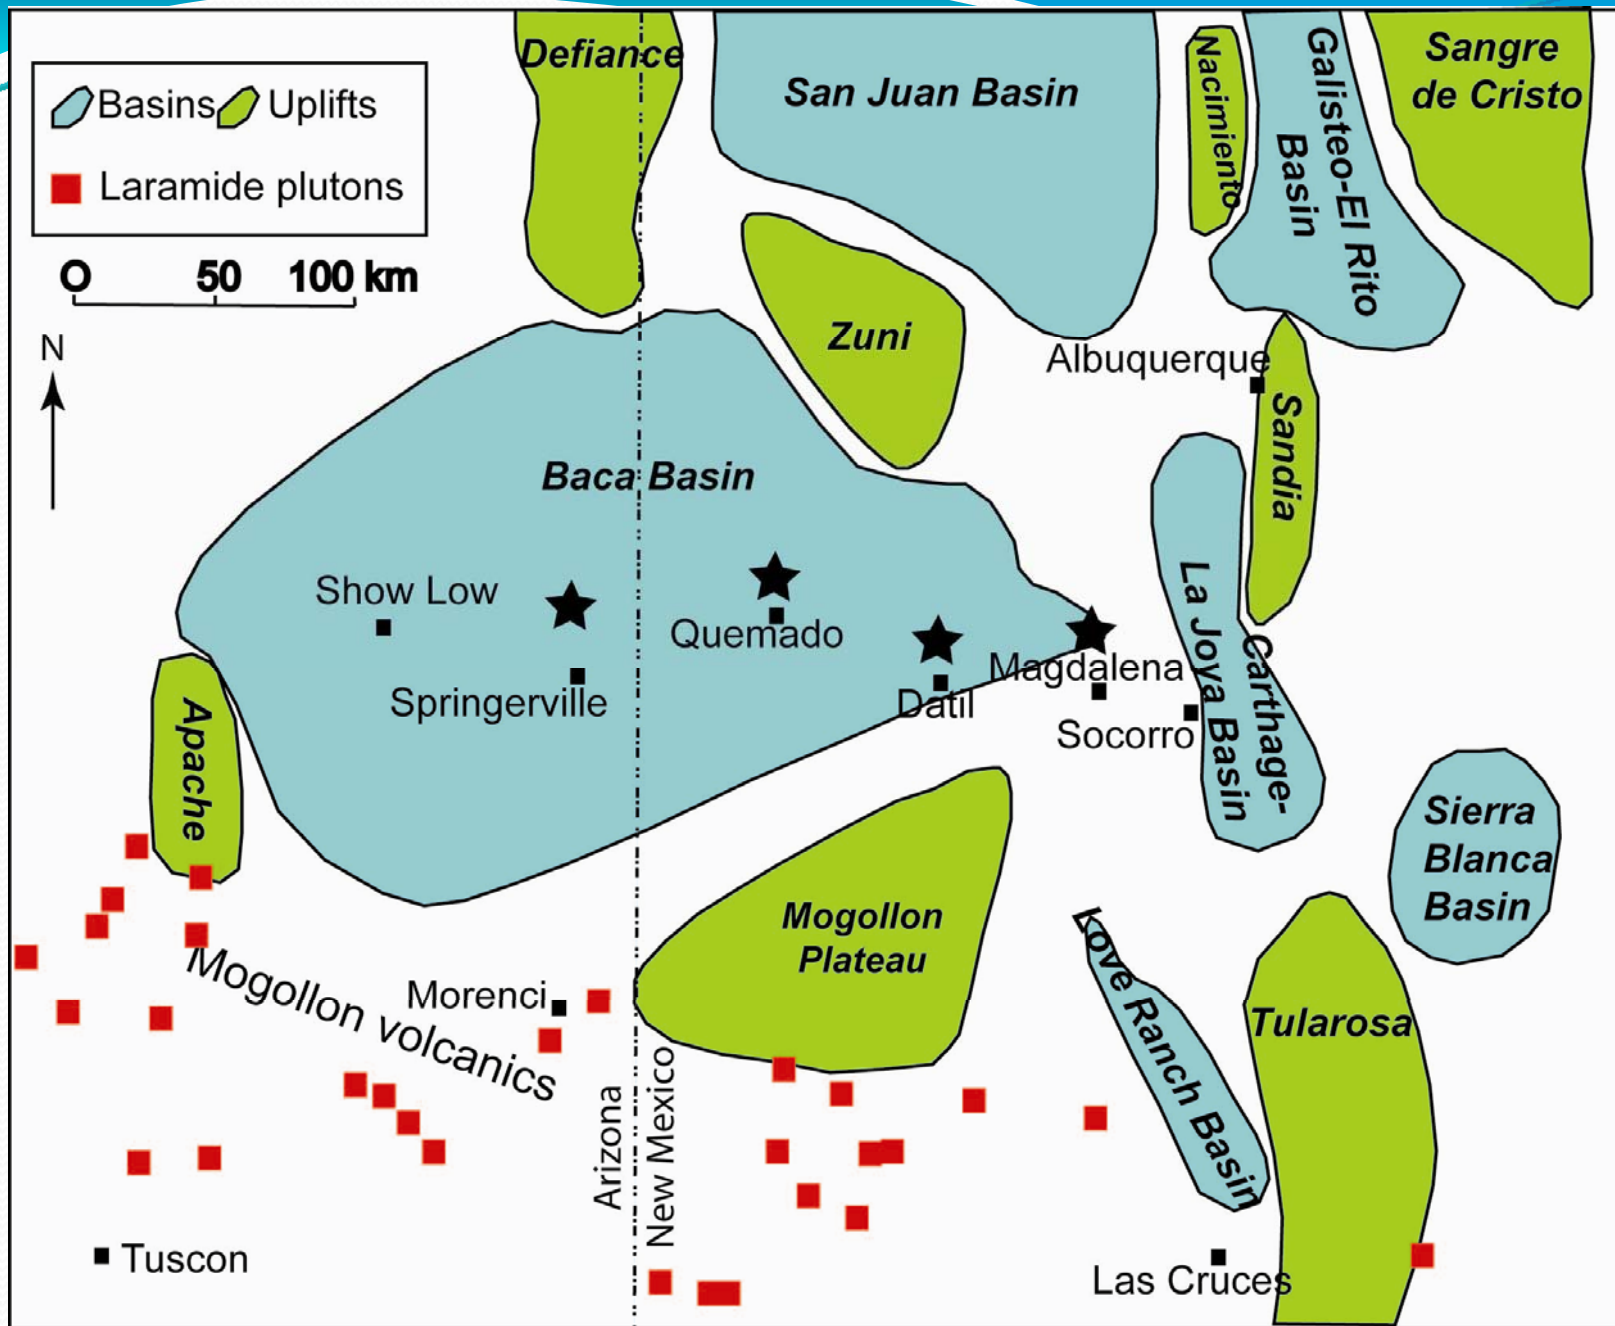 Defiance
San Juan Basin
Nacimiento
Galisteo-El Rito
Basin
Sangre
de Cristo
Basins
Uplifts
Laramide plutons
O 50 100 km
N
Zuni
Albuquerque
Sandia
Baca Basin
Show Low
Quemado
Springerville
Datil
Magdalena
Socorro
La Joya Basin
Carthage-
Apache
Sierra
Blanca
Basin
Mogollon
Plateau
Love Ranch Basin
Tularosa
Mogollon volcanics
Morenci
Arizona
New Mexico
Tuscon
Las Cruces